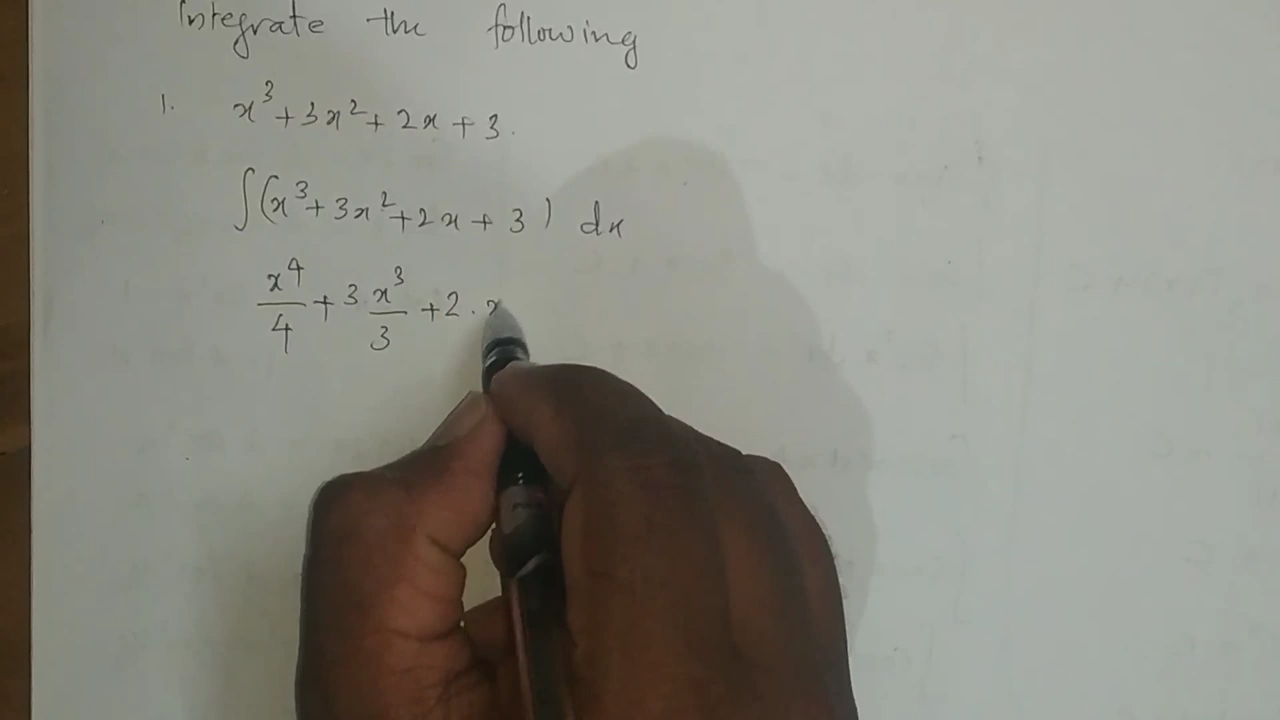 Integrate the following
1. x³ + 3x² + 2x + 3.
∫(x³ + 3x² + 2x + 3) dx
x⁴/4 + 3 x³/3 + 2 · x